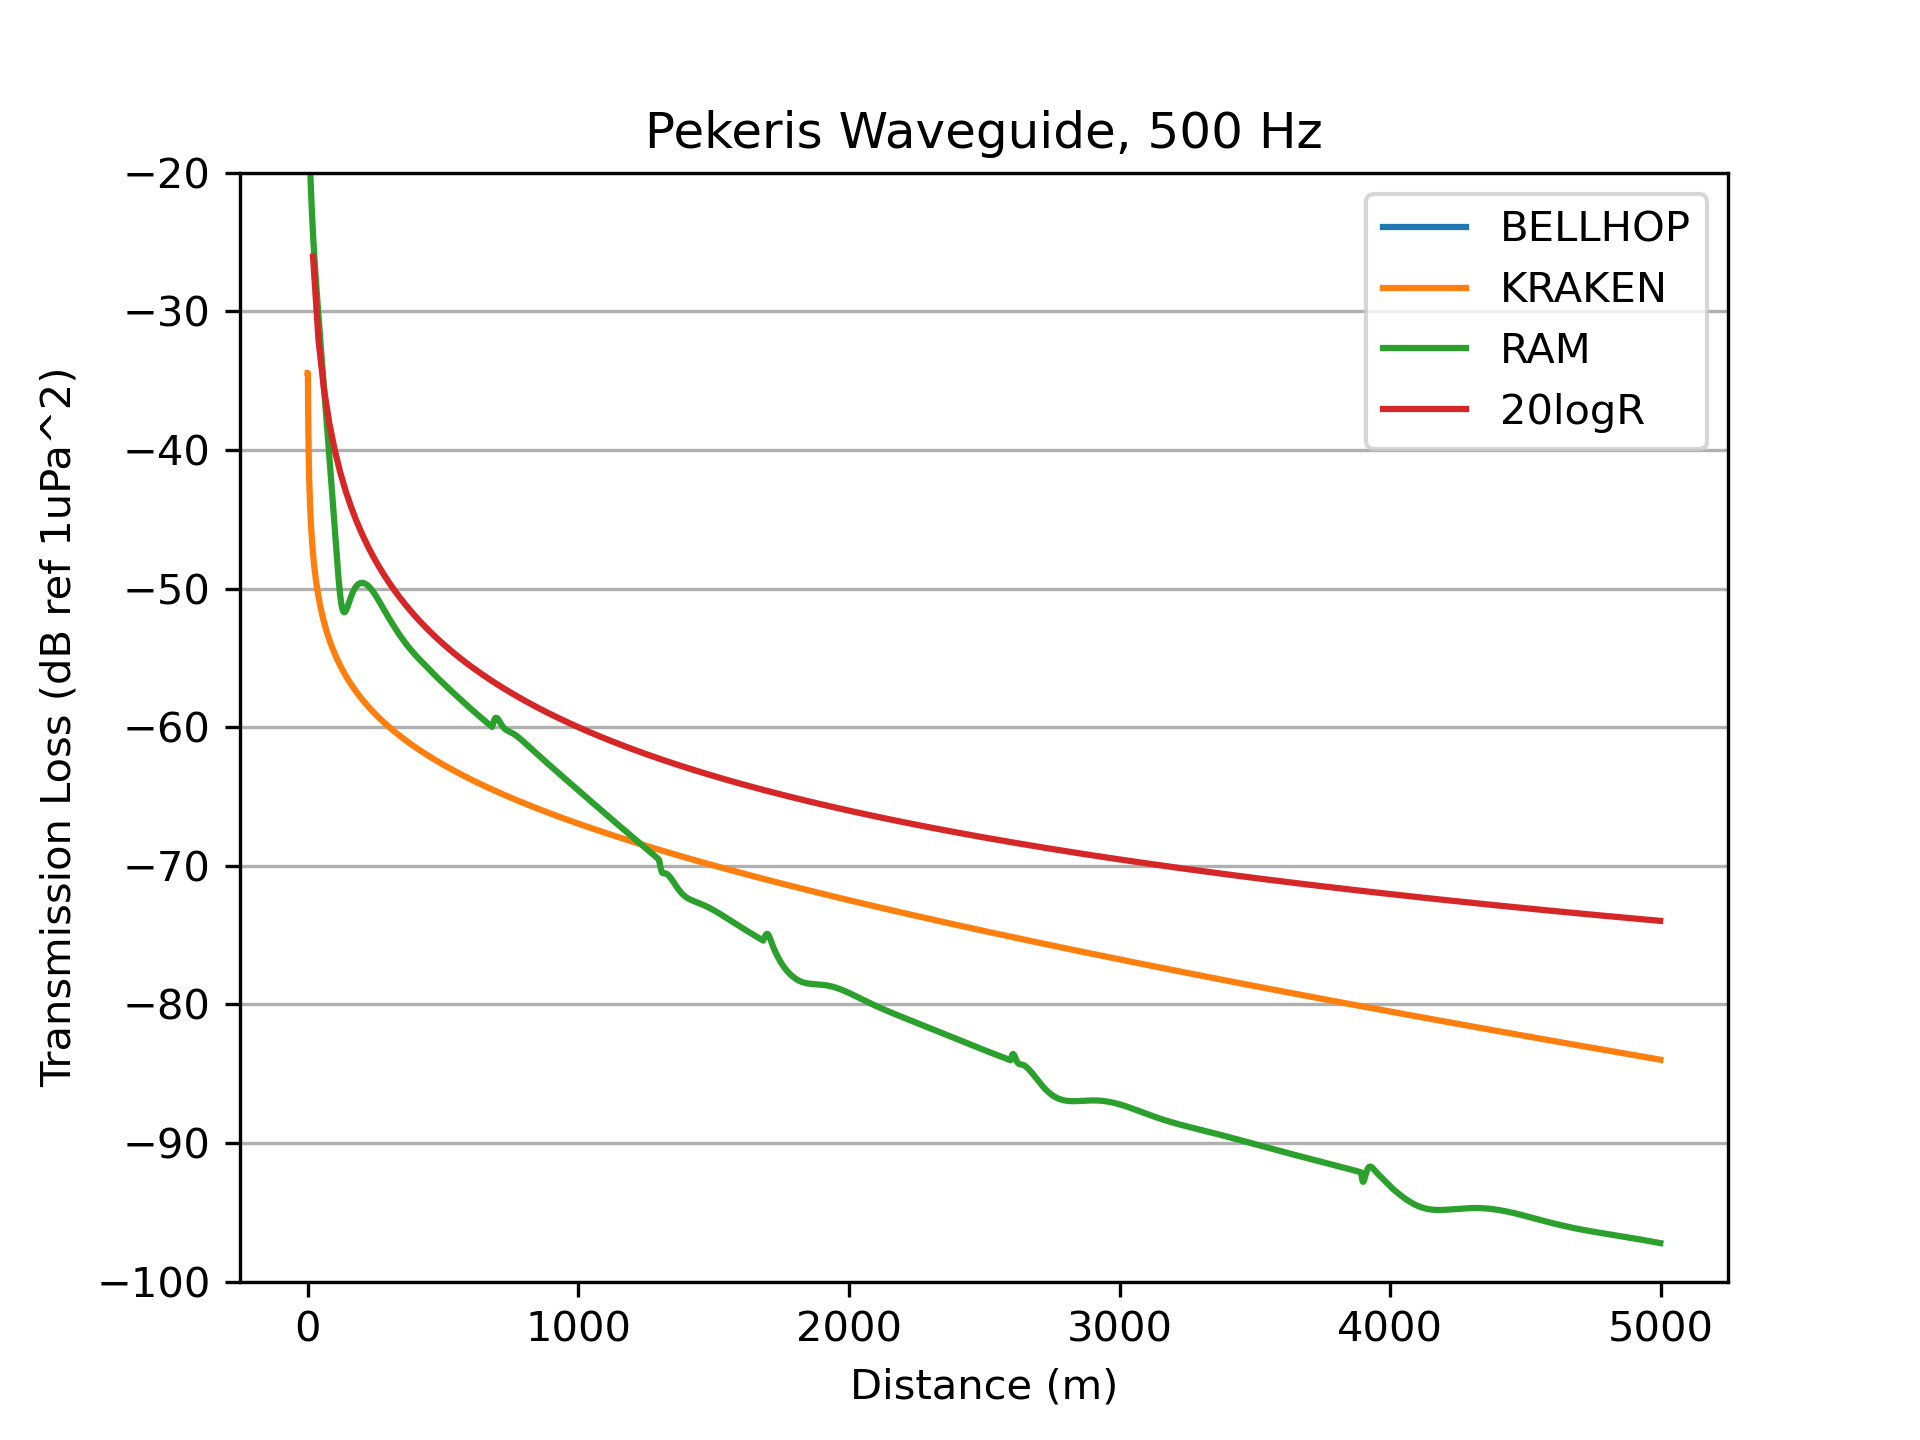 Pekeris Waveguide, 500 Hz
−20
−30
−40
−50
−60
−70
−80
−90
−100
Transmission Loss (dB ref 1uPa^2)
BELLHOP
KRAKEN
RAM
20logR
0 1000 2000 3000 4000 5000
Distance (m)